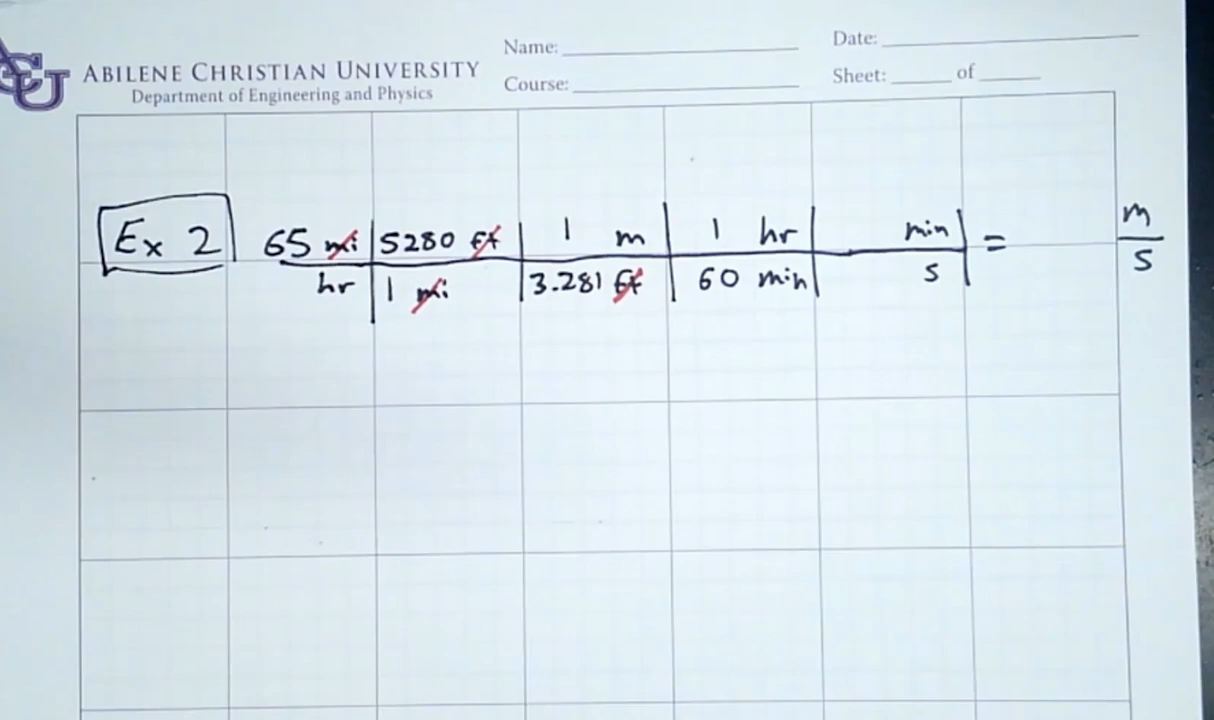 ACU
ABILENE CHRISTIAN UNIVERSITY
Department of Engineering and Physics
Name:
Course:
Date:
Sheet: of
Ex 2
65 mi | 5280 ft | 1 m | 1 hr | min = m
hr | 1 mi | 3.281 ft | 60 min | s s